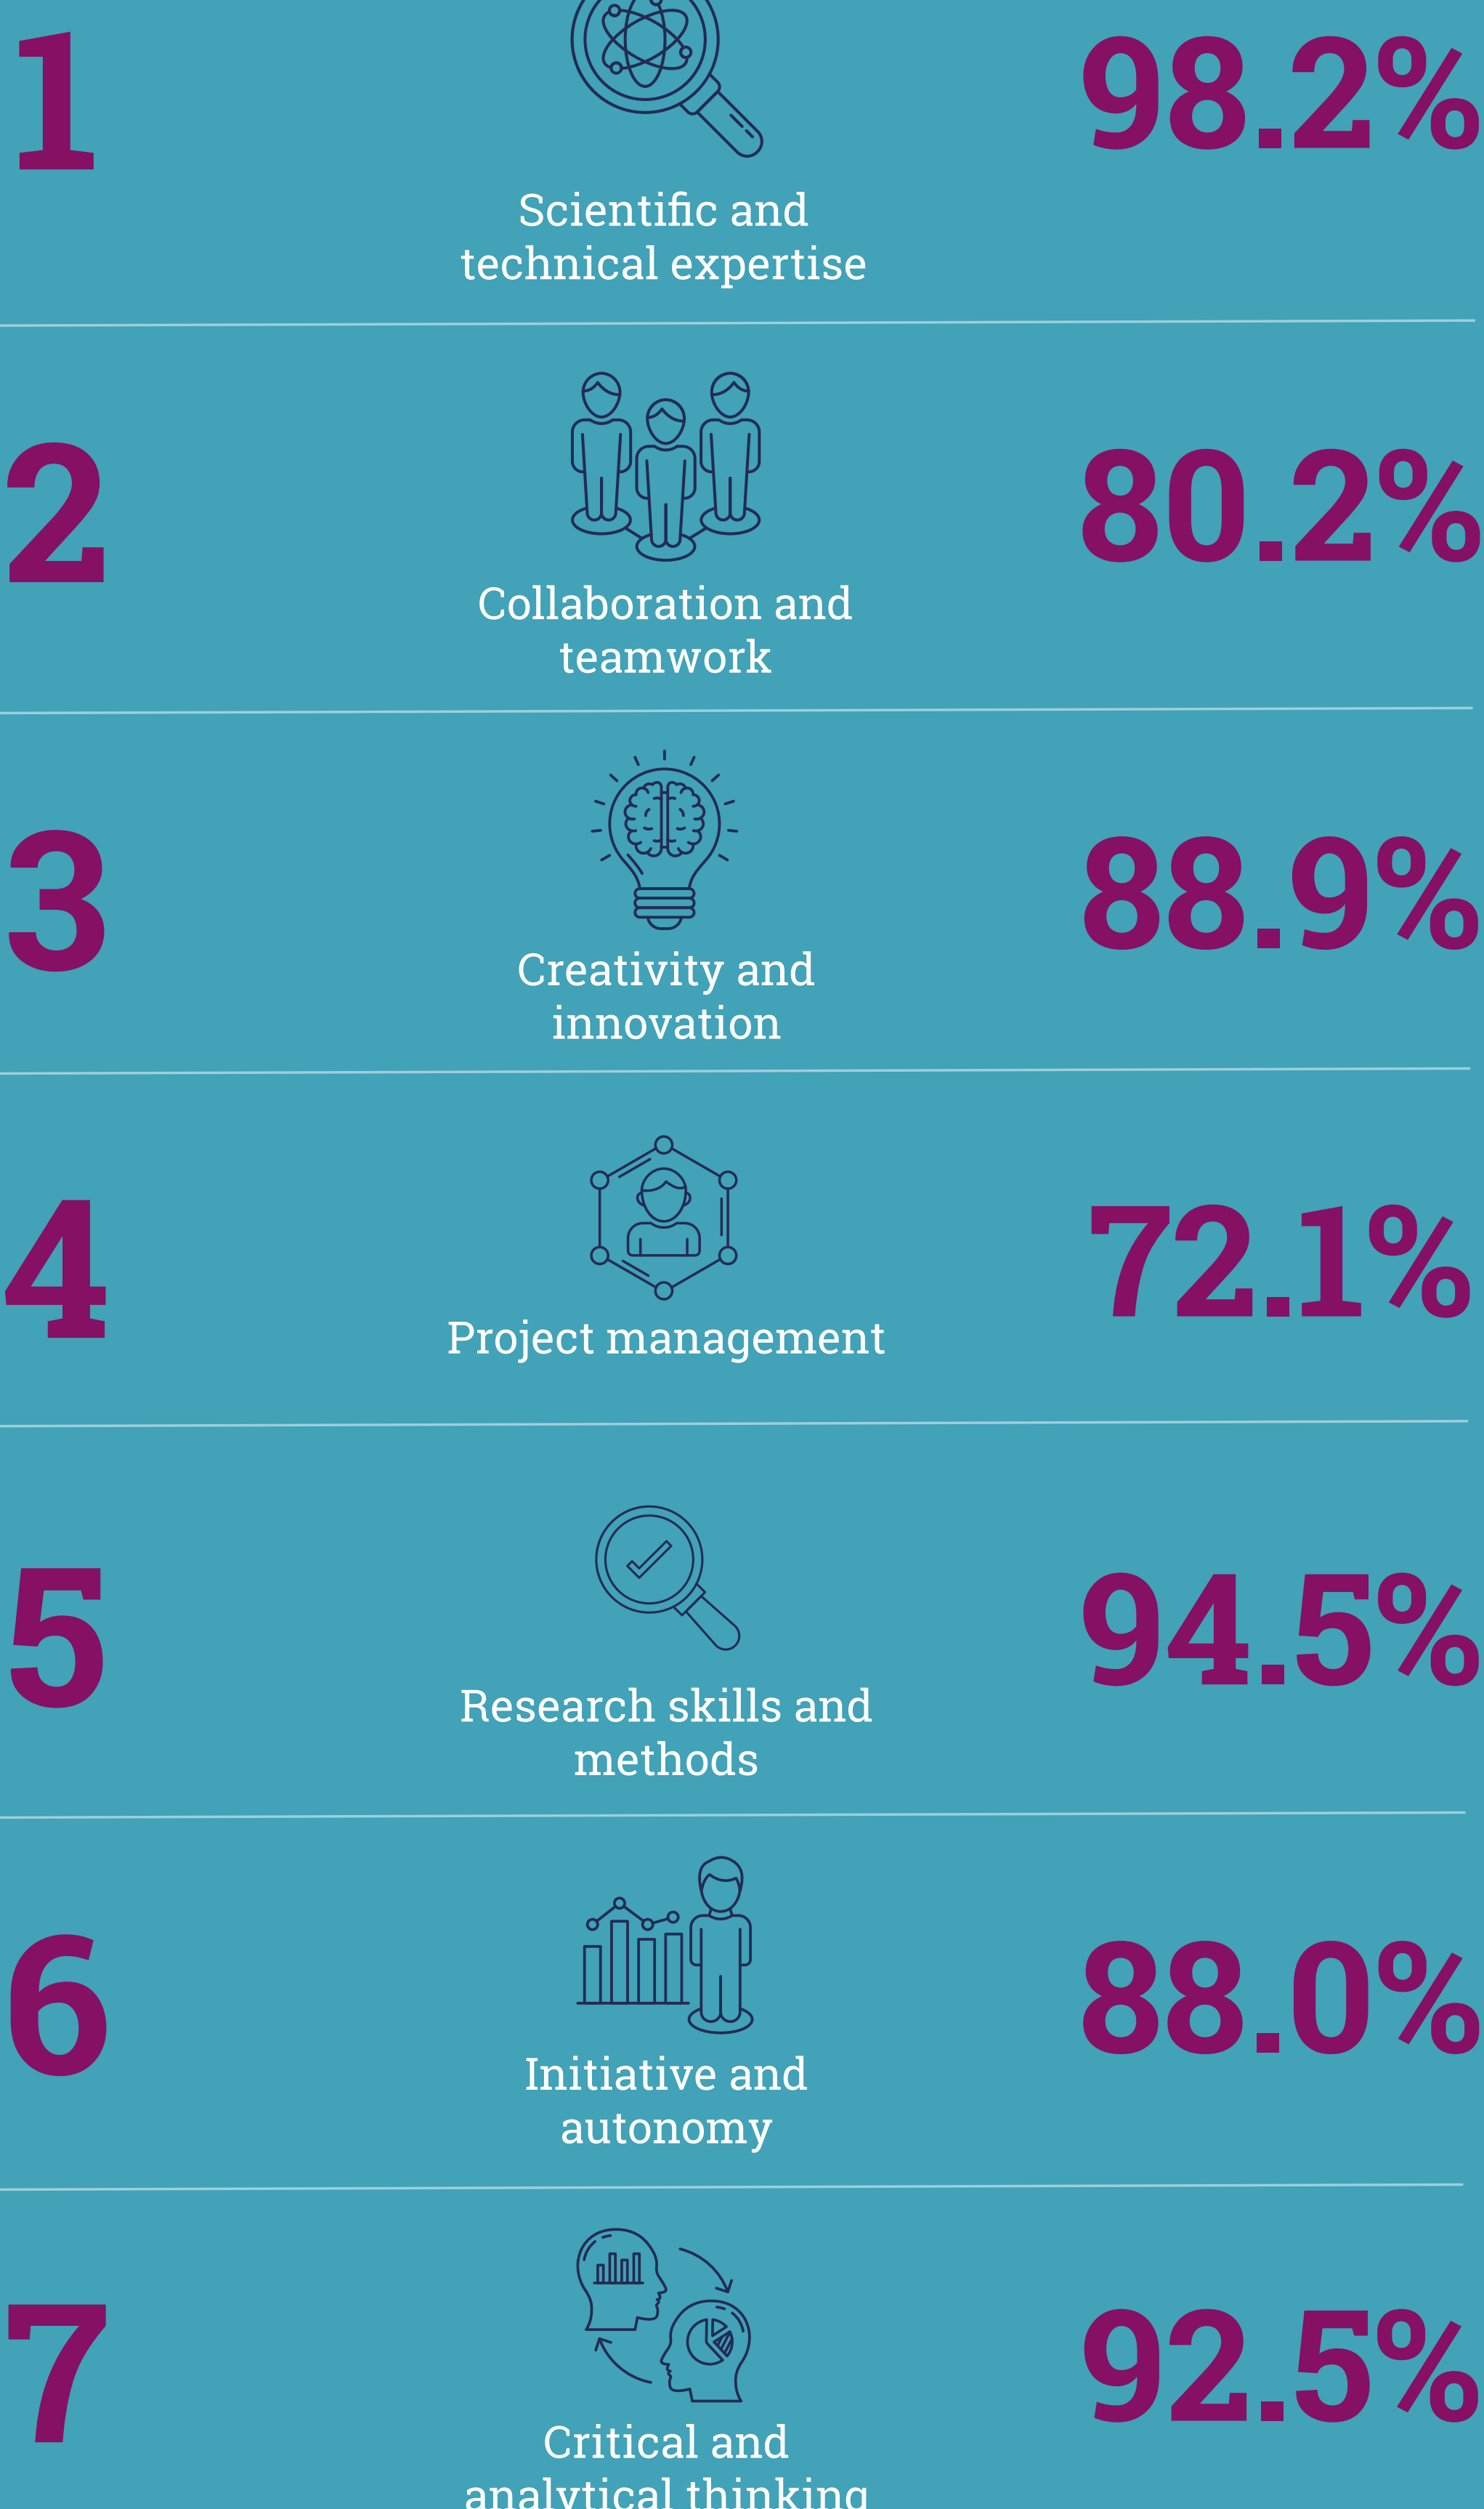 1
98.2%
Scientific and
technical expertise
2
80.2%
Collaboration and
teamwork
3
88.9%
Creativity and
innovation
4
72.1%
Project management
5
94.5%
Research skills and
methods
6
88.0%
Initiative and
autonomy
7
92.5%
Critical and
analytical thinking